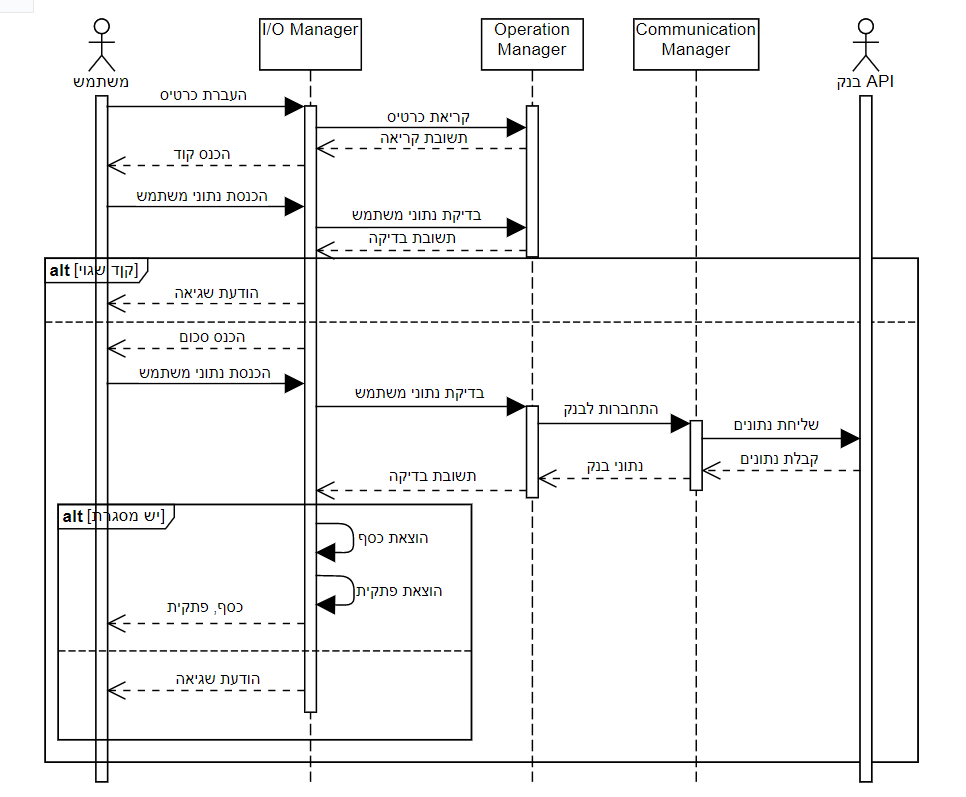 I/O Manager
Operation
Manager
Communication
Manager
משתמש
API בנק
העברת כרטיס
קריאת כרטיס
תשובת קריאה
הכנס קוד
הכנסת נתוני משתמש
בדיקת נתוני משתמש
תשובת בדיקה
alt [קוד שגוי]
הודעת שגיאה
הכנס סכום
הכנסת נתוני משתמש
בדיקת נתוני משתמש
התחברות לבנק
שליחת נתונים
קבלת נתונים
נתוני בנק
תשובת בדיקה
alt [יש מסגרת]
הוצאת כסף
הוצאת פתקית
כסף, פתקית
הודעת שגיאה